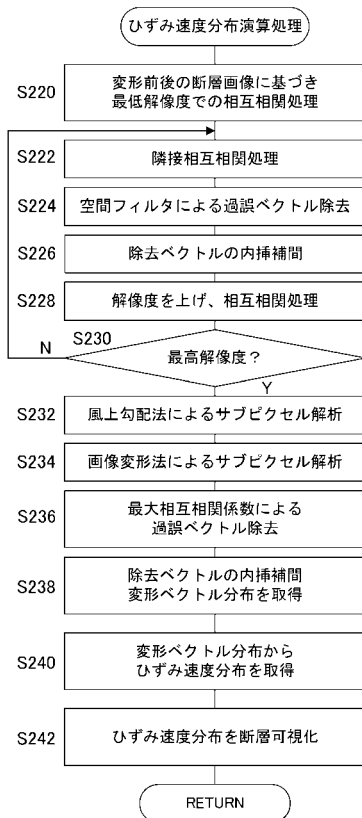 ひずみ速度分布演算処理
S220
変形前後の断層画像に基づき
最低解像度での相互相関処理
S222
隣接相互相関処理
S224
空間フィルタによる過誤ベクトル除去
S226
除去ベクトルの内挿補間
S228
解像度を上げ、相互相関処理
S230
N
最高解像度？
Y
S232
風上勾配法によるサブピクセル解析
S234
画像変形法によるサブピクセル解析
S236
最大相互相関係数による
過誤ベクトル除去
S238
除去ベクトルの内挿補間
変形ベクトル分布を取得
S240
変形ベクトル分布から
ひずみ速度分布を取得
S242
ひずみ速度分布を断層可視化
RETURN